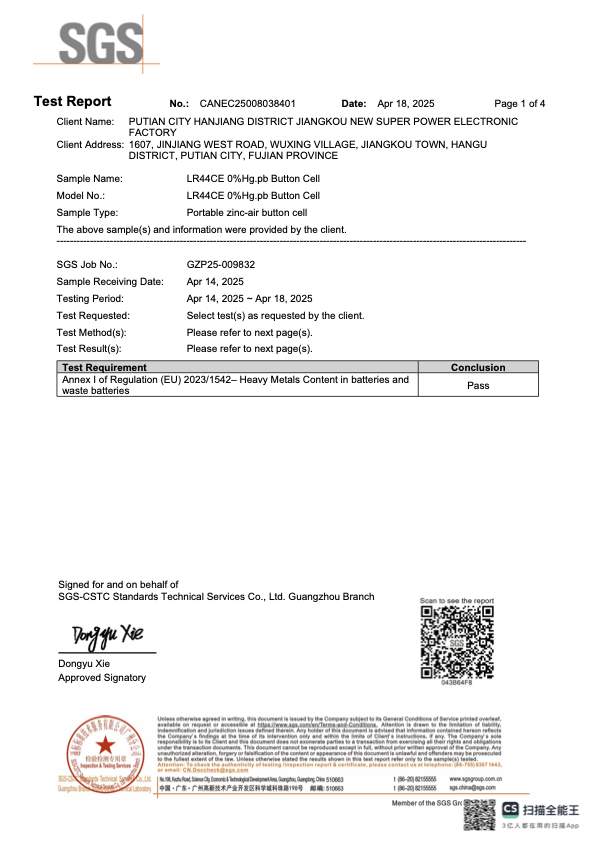 SGS
Test Report No.: CANEC25008038401 Date: Apr 18, 2025 Page 1 of 4
Client Name: PUTIAN CITY HANJIANG DISTRICT JIANGKOU NEW SUPER POWER ELECTRONIC
FACTORY
Client Address: 1607, JINJIANG WEST ROAD, WUXING VILLAGE, JIANGKOU TOWN, HANGU
DISTRICT, PUTIAN CITY, FUJIAN PROVINCE
Sample Name: LR44CE 0%Hg.pb Button Cell
Model No.: LR44CE 0%Hg.pb Button Cell
Sample Type: Portable zinc-air button cell
The above sample(s) and information were provided by the client.
SGS Job No.: GZP25-009832
Sample Receiving Date: Apr 14, 2025
Testing Period: Apr 14, 2025 ~ Apr 18, 2025
Test Requested: Select test(s) as requested by the client.
Test Method(s): Please refer to next page(s).
Test Result(s): Please refer to next page(s).
Test Requirement Conclusion
Annex I of Regulation (EU) 2023/1542– Heavy Metals Content in batteries and
waste batteries
Pass
Signed for and on behalf of
SGS-CSTC Standards Technical Services Co., Ltd. Guangzhou Branch
Scan to see the report
SGS
043B64F8
Dongyu Xie
Dongyu Xie
Approved Signatory
检验检测专用章
Inspection & Testing Services
Unless otherwise agreed in writing, this document is issued by the Company subject to its General Conditions of Service printed overleaf,
available on request or accessible at https://www.sgs.com/en/Terms-and-Conditions. Attention is drawn to the limitation of liability,
indemnification and jurisdiction issues defined therein. Any holder of this document is advised that information contained hereon reflects
the Company's findings at the time of its intervention only and within the limits of Client's instructions, if any. The Company's sole
responsibility is to its Client and this document does not exonerate parties to a transaction from exercising all their rights and obligations
under the transaction documents. This document cannot be reproduced except in full, without prior written approval of the Company. Any
unauthorized alteration, forgery or falsification of the content or appearance of this document is unlawful and offenders may be prosecuted
to the fullest extent of the law. Unless otherwise stated the results shown in this test report refer only to the sample(s) tested.
Attention: To check the authenticity of testing /inspection report & certificate, please contact us at telephone: (86-755) 8307 1443,
or email: CN.Doccheck@sgs.com
No.198, Kezhu Road, Science City, Economic & Technological Development Area, Guangzhou, Guangdong, China 510663 t (86–20) 82155555 www.sgsgroup.com.cn
中国·广东·广州高新技术产业开发区科学城科珠路198号 邮编: 510663 t (86–20) 82155555 sgs.china@sgs.com
Member of the SGS
CS 扫描全能王
3亿人都在用的扫描App